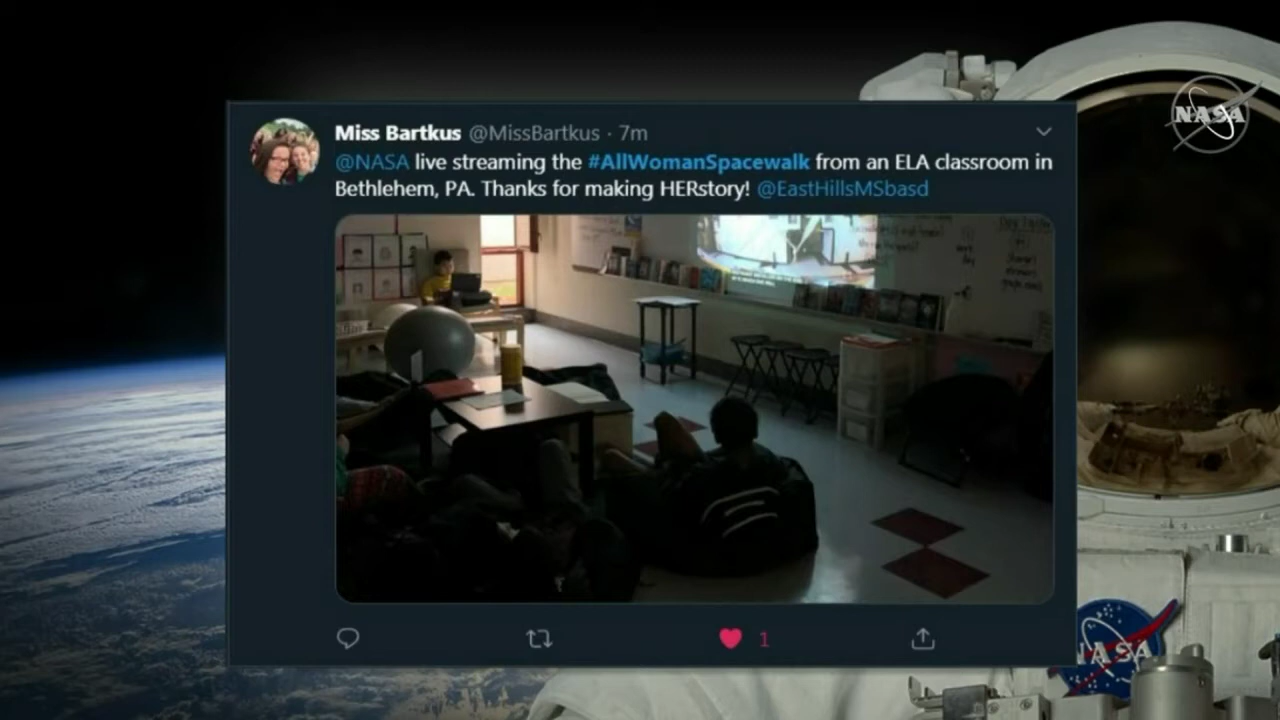 NASA
Miss Bartkus @MissBartkus · 7m
@NASA live streaming the #AllWomanSpacewalk from an ELA classroom in
Bethlehem, PA. Thanks for making HERstory! @EastHillsMSbasd
1
NASA